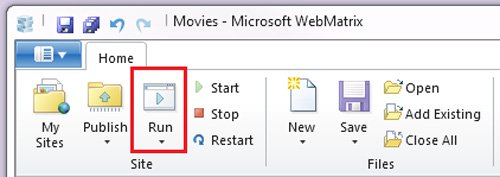 Movies - Microsoft WebMatrix
Home
My Sites
Publish
Run
Start
Stop
Restart
Site
New
Save
Open
Add Existing
Close All
Files